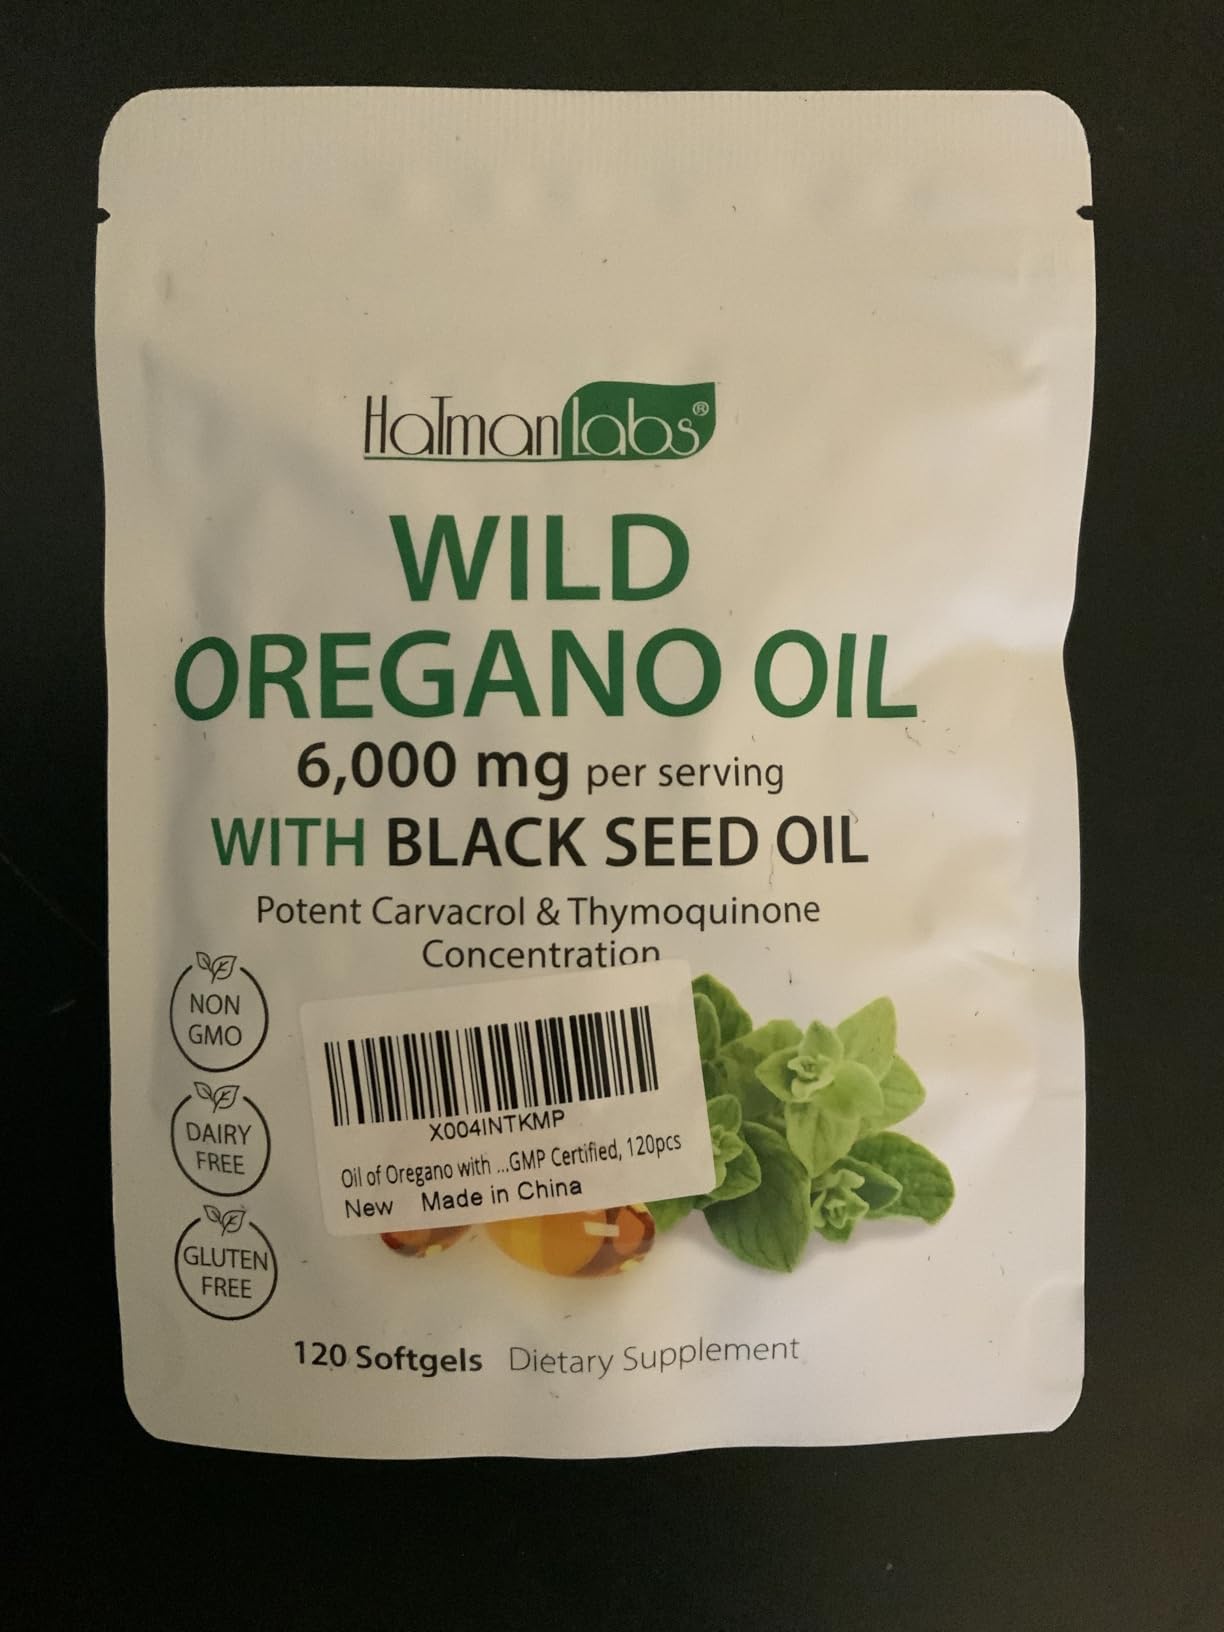 HaTmanLabs®
WILD
OREGANO OIL
6,000 mg per serving
WITH BLACK SEED OIL
Potent Carvacrol & Thymoquinone
Concentration
NON
GMO
DAIRY
FREE
GLUTEN
FREE
X004INTKMP
Oil of Oregano with ...GMP Certified, 120pcs
New Made in China
120 Softgels Dietary Supplement